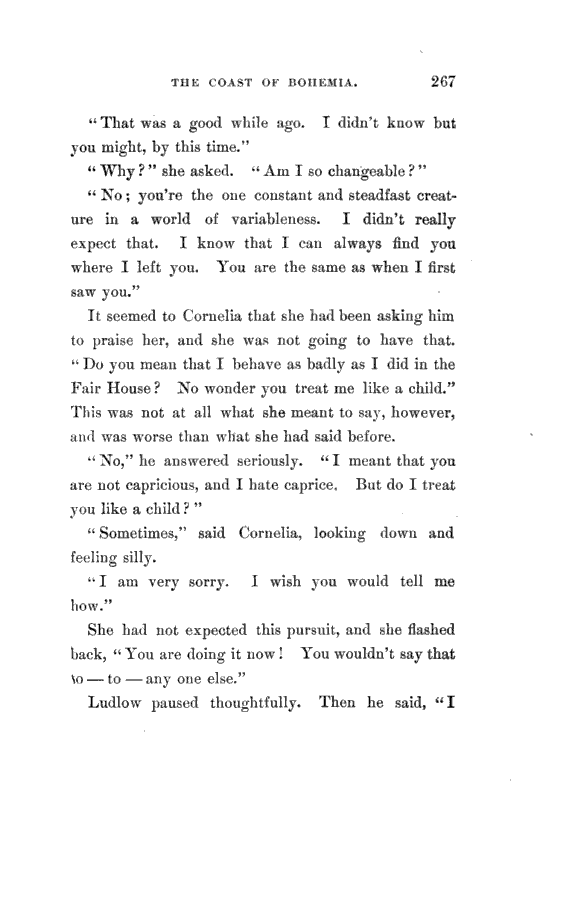 THE COAST OF BOHEMIA. 267
"That was a good while ago. I didn't know but
you might, by this time."
"Why?" she asked. "Am I so changeable?"
"No; you're the one constant and steadfast creat-
ure in a world of variableness. I didn't really
expect that. I know that I can always find you
where I left you. You are the same as when I first
saw you."
It seemed to Cornelia that she had been asking him
to praise her, and she was not going to have that.
"Do you mean that I behave as badly as I did in the
Fair House? No wonder you treat me like a child."
This was not at all what she meant to say, however,
and was worse than what she had said before.
"No," he answered seriously. "I meant that you
are not capricious, and I hate caprice. But do I treat
you like a child?"
"Sometimes," said Cornelia, looking down and
feeling silly.
"I am very sorry. I wish you would tell me
how."
She had not expected this pursuit, and she flashed
back, "You are doing it now! You wouldn't say that
to — to — any one else."
Ludlow paused thoughtfully. Then he said, "I